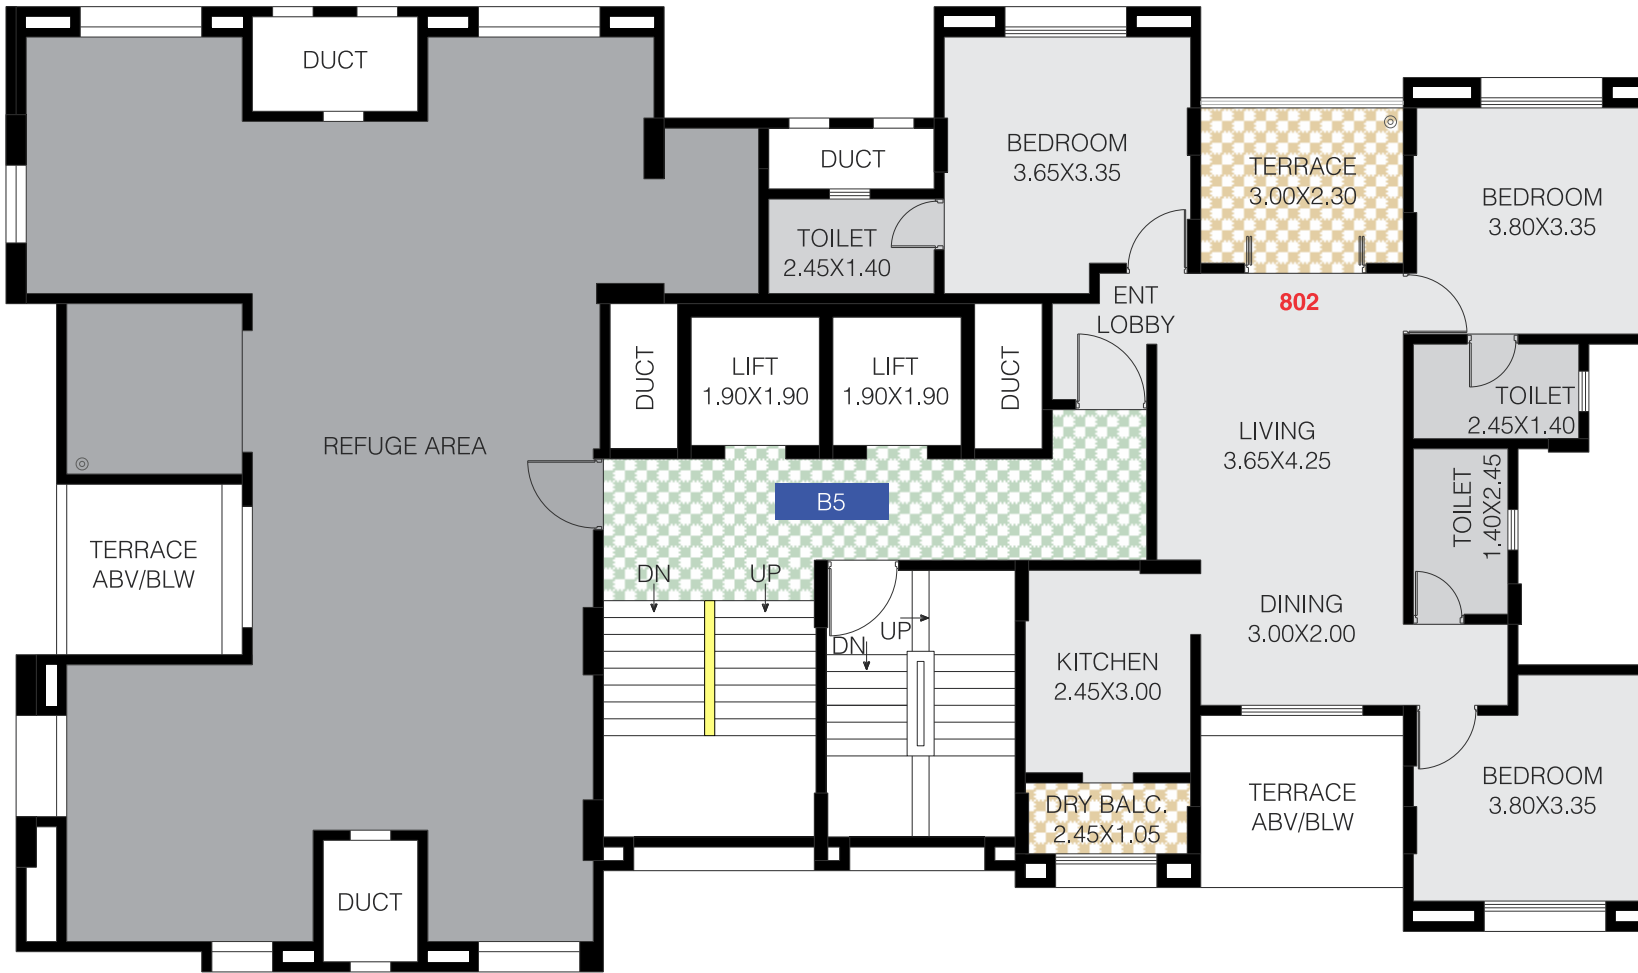 DUCT
DUCT
BEDROOM
3.65X3.35
TERRACE
3.00X2.30
BEDROOM
3.80X3.35
TOILET
2.45X1.40
ENT
LOBBY
802
DUCT
LIFT
1.90X1.90
LIFT
1.90X1.90
DUCT
TOILET
2.45X1.40
REFUGE AREA
LIVING
3.65X4.25
B5
TOILET
1.40X2.45
TERRACE
ABV/BLW
DN
UP
UP
DN
DINING
3.00X2.00
KITCHEN
2.45X3.00
BEDROOM
3.80X3.35
DRY BALC.
2.45X1.05
TERRACE
ABV/BLW
DUCT